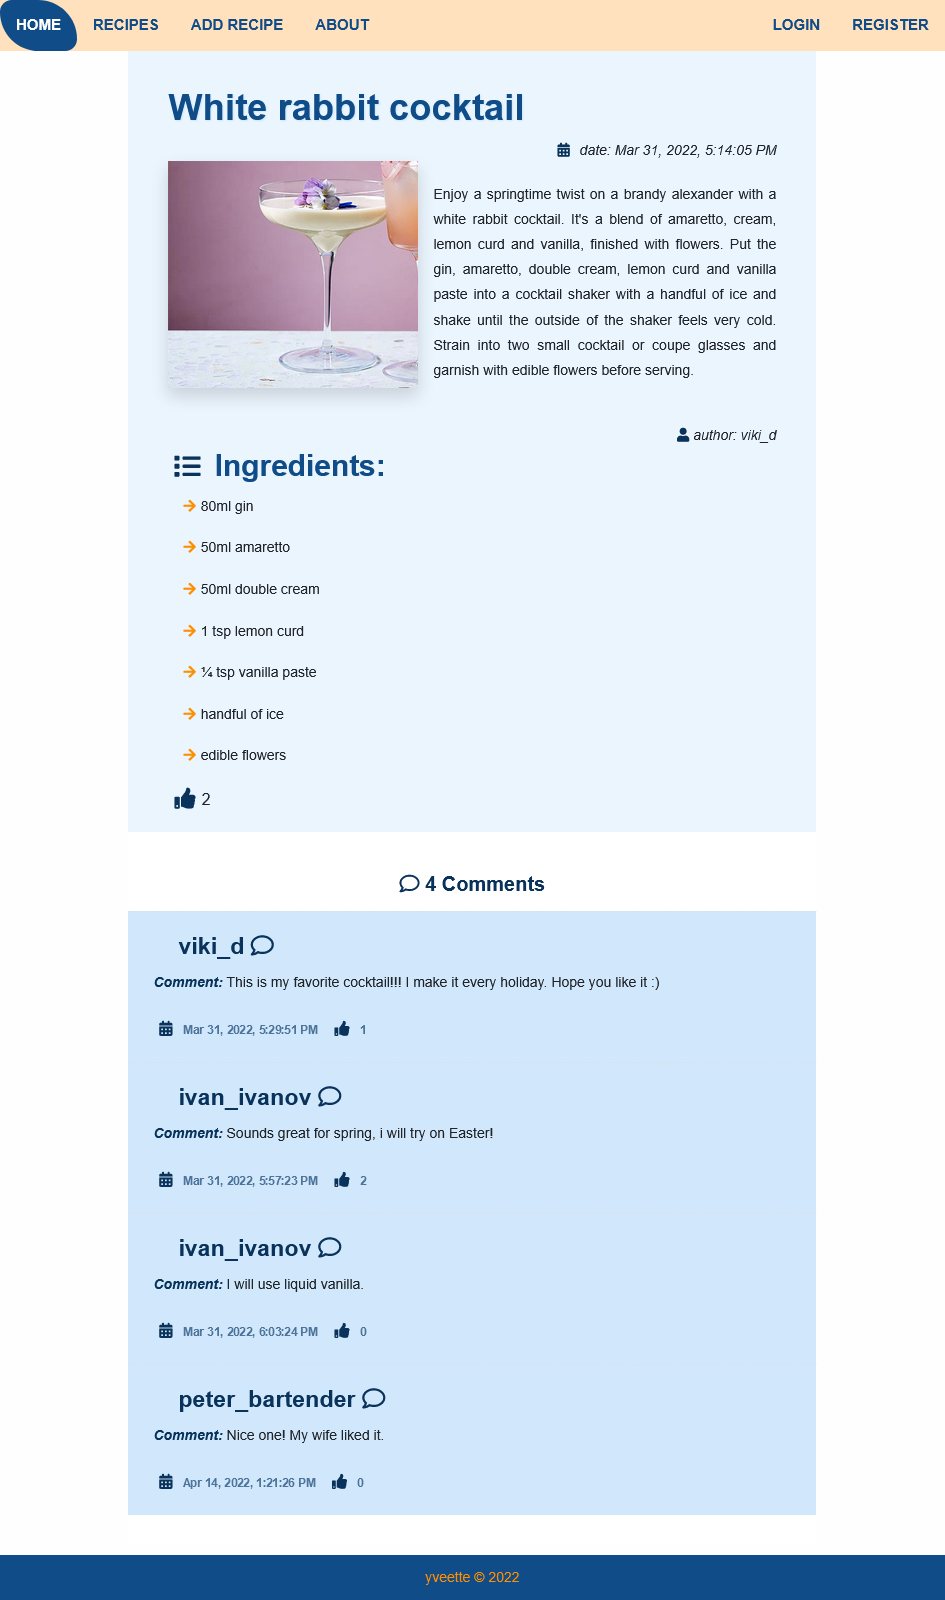 HOME RECIPES ADD RECIPE ABOUT LOGIN REGISTER
White rabbit cocktail
date: Mar 31, 2022, 5:14:05 PM
Enjoy a springtime twist on a brandy alexander with a
white rabbit cocktail. It's a blend of amaretto, cream,
lemon curd and vanilla, finished with flowers. Put the
gin, amaretto, double cream, lemon curd and vanilla
paste into a cocktail shaker with a handful of ice and
shake until the outside of the shaker feels very cold.
Strain into two small cocktail or coupe glasses and
garnish with edible flowers before serving.
author: viki_d
Ingredients:
80ml gin
50ml amaretto
50ml double cream
1 tsp lemon curd
¼ tsp vanilla paste
handful of ice
edible flowers
2
4 Comments
viki_d
Comment: This is my favorite cocktail!!! I make it every holiday. Hope you like it :)
Mar 31, 2022, 5:29:51 PM 1
ivan_ivanov
Comment: Sounds great for spring, i will try on Easter!
Mar 31, 2022, 5:57:23 PM 2
ivan_ivanov
Comment: I will use liquid vanilla.
Mar 31, 2022, 6:03:24 PM 0
peter_bartender
Comment: Nice one! My wife liked it.
Apr 14, 2022, 1:21:26 PM 0
yveette © 2022